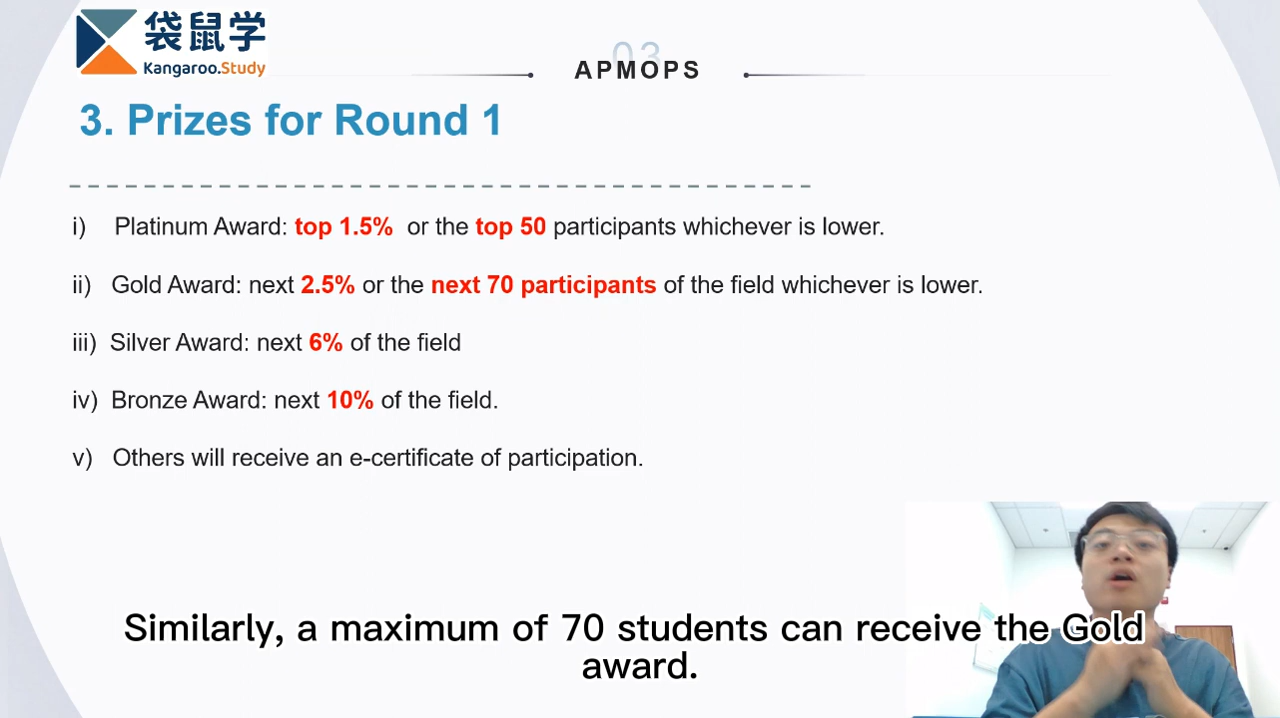 袋鼠学
Kangaroo.Study
03
APMOPS
3. Prizes for Round 1
i) Platinum Award: top 1.5% or the top 50 participants whichever is lower.
ii) Gold Award: next 2.5% or the next 70 participants of the field whichever is lower.
iii) Silver Award: next 6% of the field
iv) Bronze Award: next 10% of the field.
v) Others will receive an e-certificate of participation.
Similarly, a maximum of 70 students can receive the Gold
award.